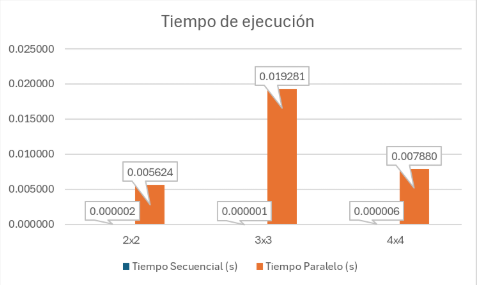 Tiempo de ejecución
0.025000
0.020000
0.019281
0.015000
0.010000
0.007880
0.005624
0.005000
0.000002
0.000001
0.000006
0.000000
2x2
3x3
4x4
Tiempo Secuencial (s)
Tiempo Paralelo (s)